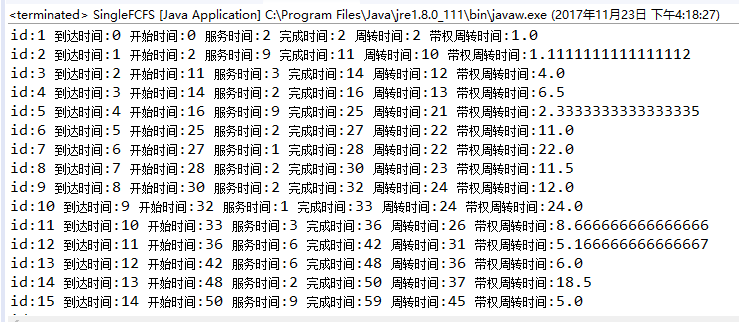 <terminated> SingleFCFS [Java Application] C:\Program Files\Java\jre1.8.0_111\bin\javaw.exe (2017年11月23日 下午4:18:27)
id:1 到达时间:0 开始时间:0 服务时间:2 完成时间:2 周转时间:2 带权周转时间:1.0
id:2 到达时间:1 开始时间:2 服务时间:9 完成时间:11 周转时间:10 带权周转时间:1.1111111111111112
id:3 到达时间:2 开始时间:11 服务时间:3 完成时间:14 周转时间:12 带权周转时间:4.0
id:4 到达时间:3 开始时间:14 服务时间:2 完成时间:16 周转时间:13 带权周转时间:6.5
id:5 到达时间:4 开始时间:16 服务时间:9 完成时间:25 周转时间:21 带权周转时间:2.3333333333333335
id:6 到达时间:5 开始时间:25 服务时间:2 完成时间:27 周转时间:22 带权周转时间:11.0
id:7 到达时间:6 开始时间:27 服务时间:1 完成时间:28 周转时间:22 带权周转时间:22.0
id:8 到达时间:7 开始时间:28 服务时间:2 完成时间:30 周转时间:23 带权周转时间:11.5
id:9 到达时间:8 开始时间:30 服务时间:2 完成时间:32 周转时间:24 带权周转时间:12.0
id:10 到达时间:9 开始时间:32 服务时间:1 完成时间:33 周转时间:24 带权周转时间:24.0
id:11 到达时间:10 开始时间:33 服务时间:3 完成时间:36 周转时间:26 带权周转时间:8.666666666666666
id:12 到达时间:11 开始时间:36 服务时间:6 完成时间:42 周转时间:31 带权周转时间:5.166666666666667
id:13 到达时间:12 开始时间:42 服务时间:6 完成时间:48 周转时间:36 带权周转时间:6.0
id:14 到达时间:13 开始时间:48 服务时间:2 完成时间:50 周转时间:37 带权周转时间:18.5
id:15 到达时间:14 开始时间:50 服务时间:9 完成时间:59 周转时间:45 带权周转时间:5.0